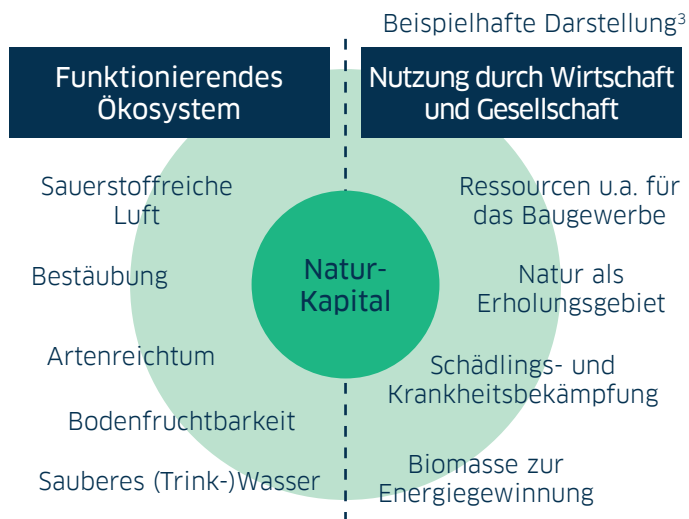 Beispielhafte Darstellung³
Funktionierendes
Ökosystem
Nutzung durch Wirtschaft
und Gesellschaft
Sauerstoffreiche
Luft
Bestäubung
Artenreichtum
Bodenfruchtbarkeit
Sauberes (Trink-)Wasser
Natur-
Kapital
Ressourcen u.a. für
das Baugewerbe
Natur als
Erholungsgebiet
Schädlings- und
Krankheitsbekämpfung
Biomasse zur
Energiegewinnung